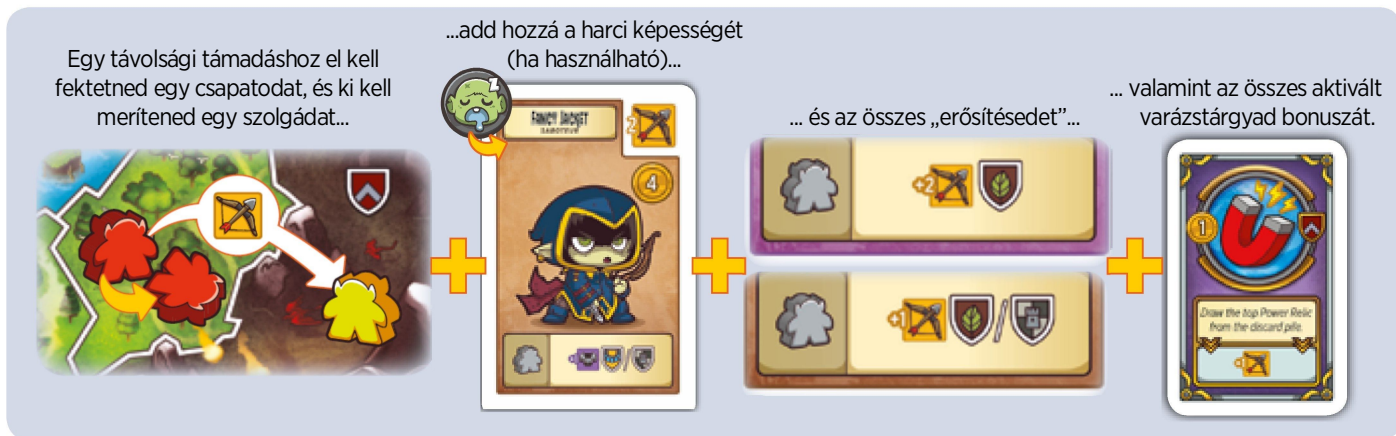 Egy távolsági támadáshoz el kell
fektetned egy csapatodat, és ki kell
merítened egy szolgádat...
...add hozzá a harci képességét
(ha használható)...
FANCY JACKET
SABOTEUR
2
4
... és az összes „erősítésedet”...
+2
+1
/
... valamint az összes aktivált
varázstárgyad bonuszát.
1
Draw the top Power Relic
from the discard pile.